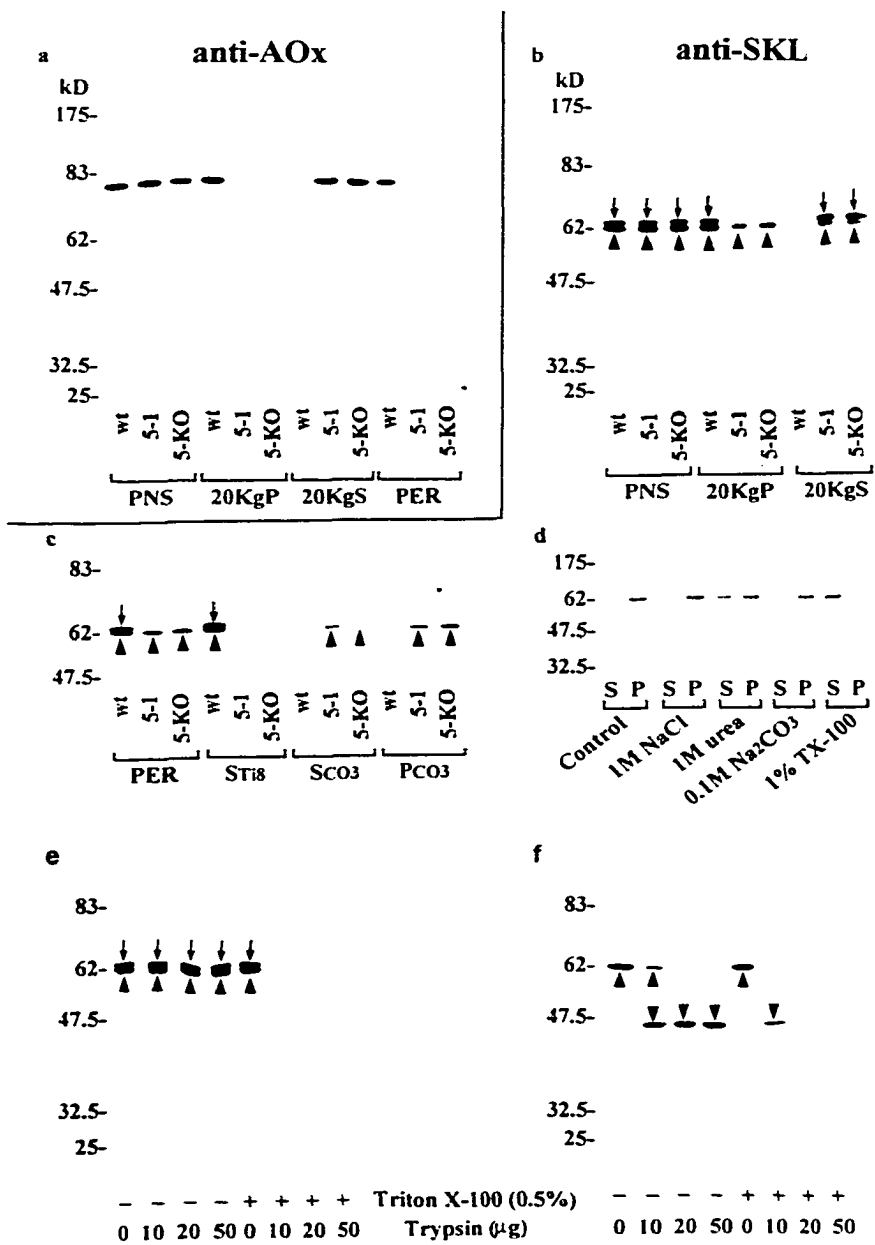 a anti-AOx
kD
175-
83-
62-
47.5-
32.5-
25-
wt 5-1 5-KO wt 5-1 5-KO wt 5-1 5-KO wt 5-1 5-KO
PNS 20KgP 20KgS PER
b anti-SKL
kD
175-
83-
62-
47.5-
32.5-
25-
wt 5-1 5-KO wt 5-1 5-KO wt 5-1 5-KO
PNS 20KgP 20KgS
c
83-
62-
47.5-
wt 5-1 5-KO wt 5-1 5-KO wt 5-1 5-KO wt 5-1 5-KO
PER STi8 SCO3 PCO3
d
175-
62-
47.5-
32.5-
S P S P S P S P S P
Control 1M NaCl 1M urea 0.1M Na2CO3 1% TX-100
e
83-
62-
47.5-
32.5-
25-
f
83-
62-
47.5-
32.5-
25-
- - - - + + + + Triton X-100 (0.5% - - - - + + + +
0 10 20 50 0 10 20 50 Trypsin (μg) 0 10 20 50 0 10 20 50